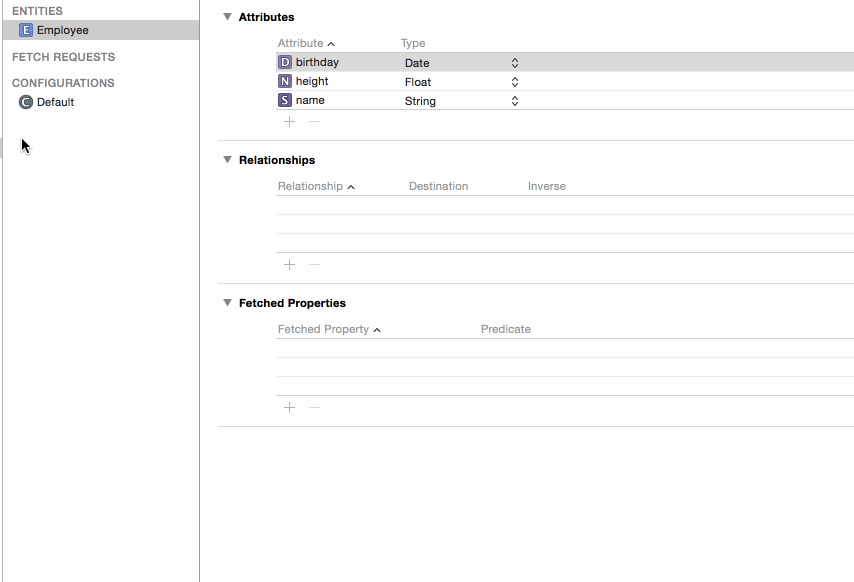 ENTITIES
E Employee
FETCH REQUESTS
CONFIGURATIONS
C Default
Attributes
Attribute Type
D birthday Date
N height Float
S name String
Relationships
Relationship Destination Inverse
Fetched Properties
Fetched Property Predicate